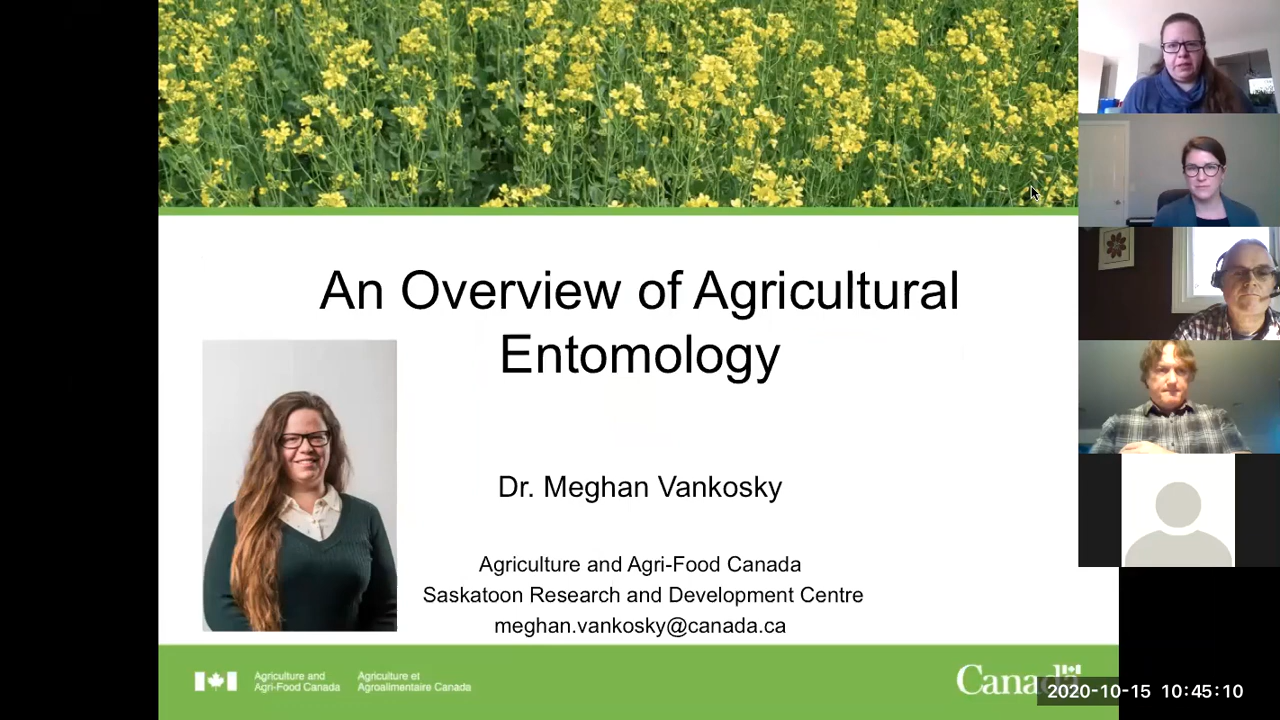 An Overview of Agricultural
Entomology
Dr. Meghan Vankosky
Agriculture and Agri-Food Canada
Saskatoon Research and Development Centre
meghan.vankosky@canada.ca
Agriculture and
Agri-Food Canada
Agriculture et
Agroalimentaire Canada
Canada
2020-10-15 10:45:10